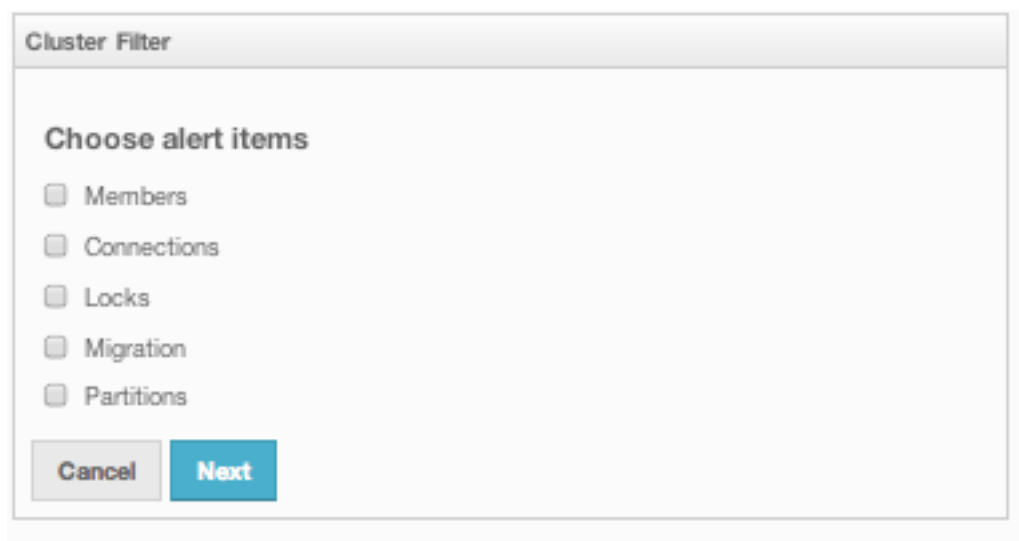 Cluster Filter
Choose alert items
Members
Connections
Locks
Migration
Partitions
Cancel Next